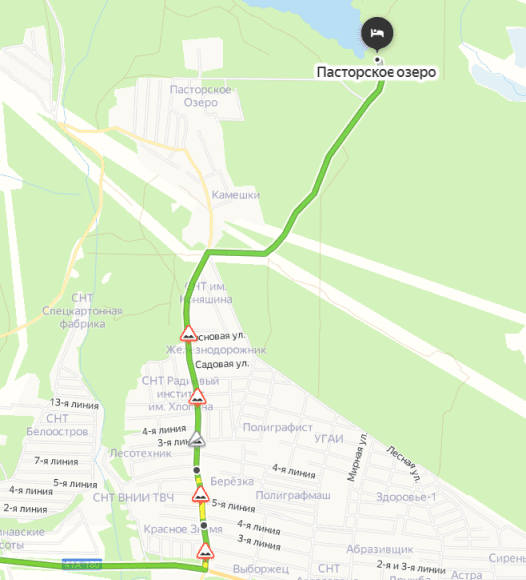 Пасторское озеро
Пасторское
Озеро
Камешки
СНТ им.
СНТ
Спецкартонная
фабрика
Сосновая ул.
Железнодорожник
Садовая ул.
СНТ Радиевый
институт
им. Хлопина
13-я линия
СНТ
Белоостров
4-я линия
3-я линия
Полиграфист
УГАИ
Мирная ул.
Лесная ул.
Лесотехник
7-я линия
5-я линия
4-я линия
2-я линия
СНТ ВНИИ ТВЧ
Берёзка
4-я линия
Полиграфмаш
Здоровье-1
5-я линия
Красное Знамя
4-я линия
3-я линия
Абразивщик
Сирень
Выборжец
СНТ
2-я и 3-я линии
Астра